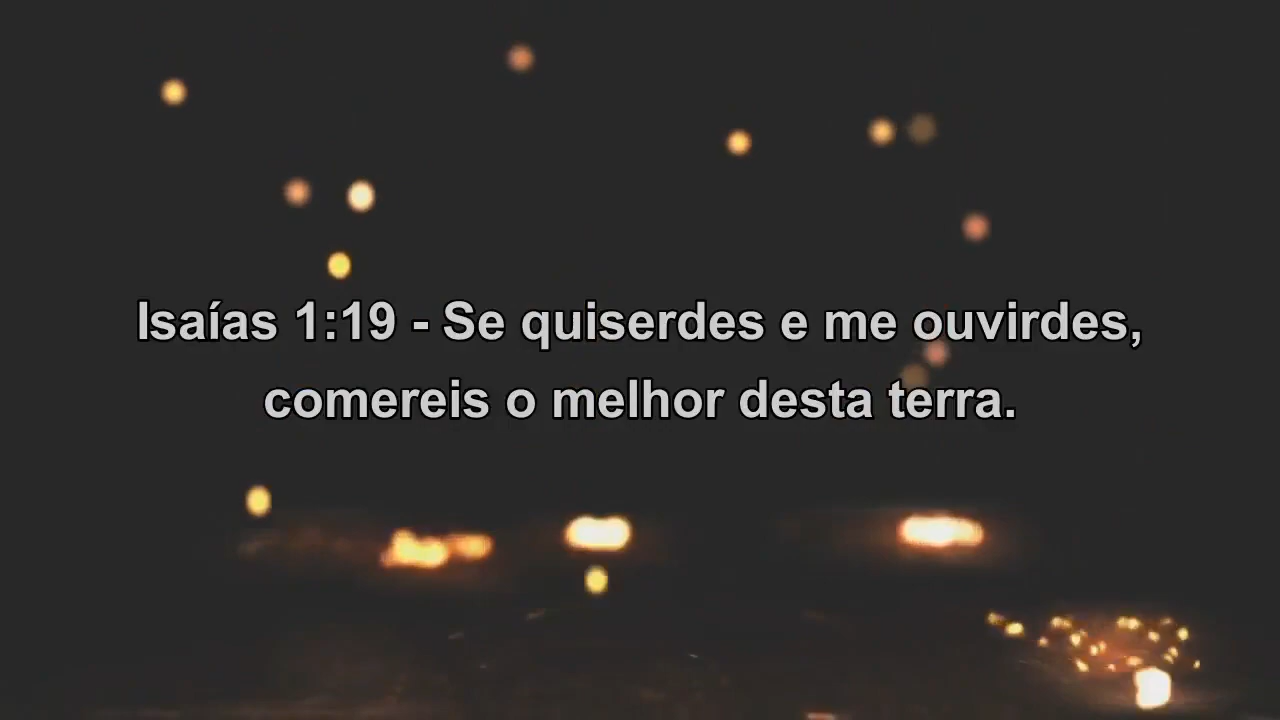 Isaías 1:19 - Se quiserdes e me ouvirdes,
comereis o melhor desta terra.